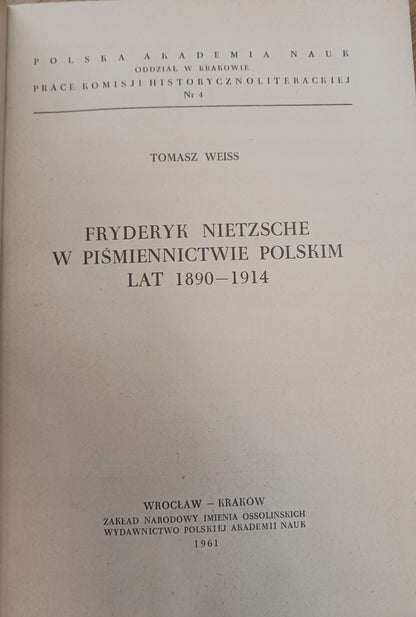 POLSKA AKADEMIA NAUK
ODDZIAŁ W KRAKOWIE
PRACE KOMISJI HISTORYCZNOLITERACKIEJ
Nr 4
TOMASZ WEISS
FRYDERYK NIETZSCHE
W PIŚMIENNICTWIE POLSKIM
LAT 1890–1914
WROCŁAW – KRAKÓW
ZAKŁAD NARODOWY IMIENIA OSSOLIŃSKICH
WYDAWNICTWO POLSKIEJ AKADEMII NAUK
1961